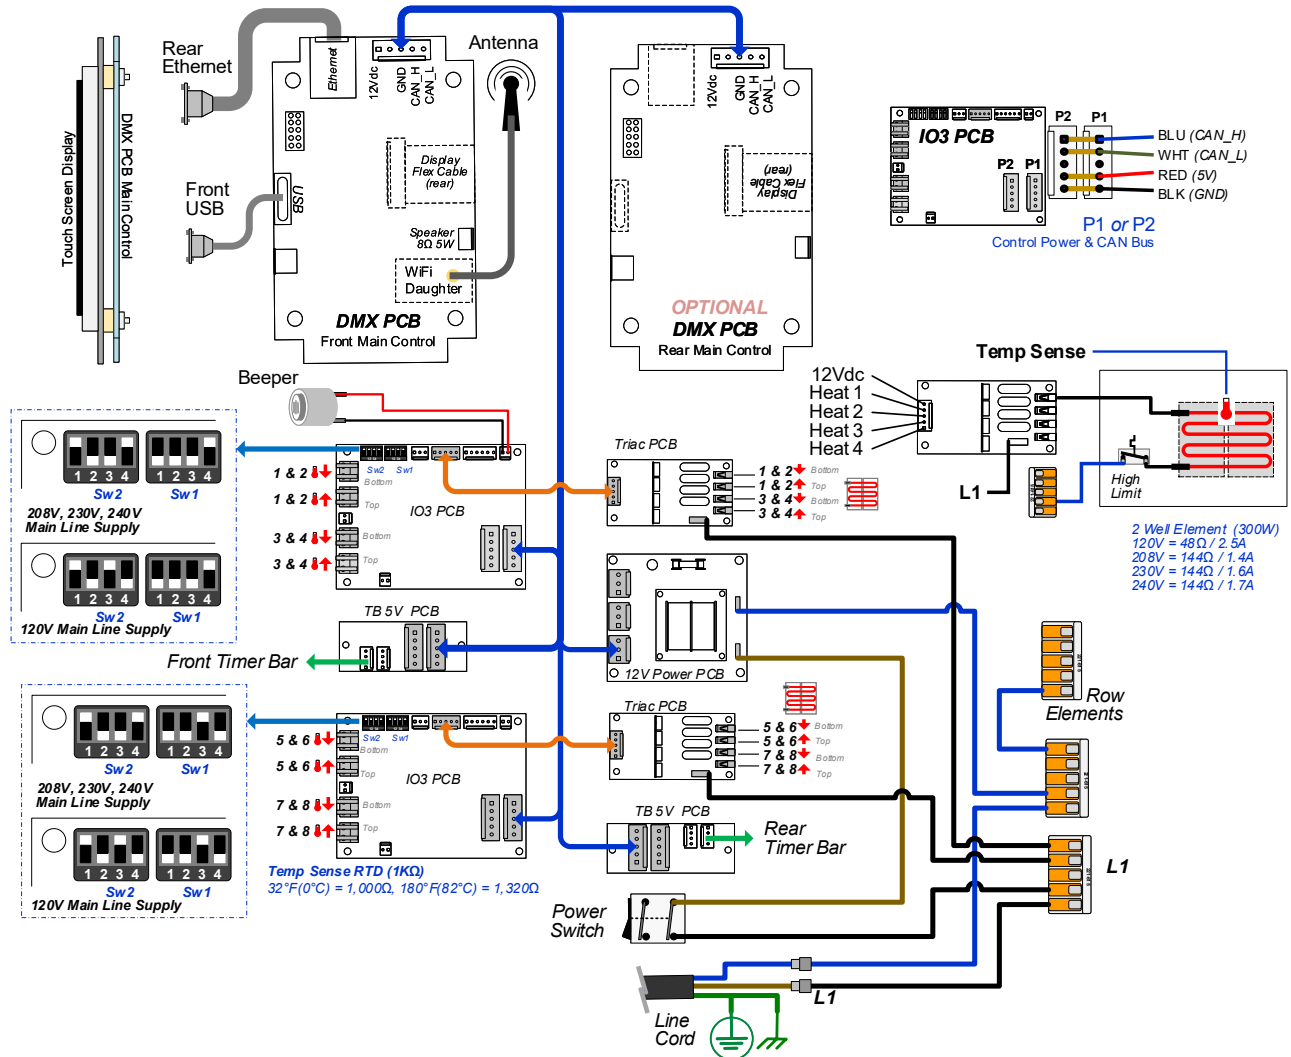 Touch Screen Display
DMX PCB Main Control
Rear
Ethernet
Ethernet
12Vdc
GND
CAN_H
CAN_L
Antenna
Front
USB
USB
Display
Flex Cable
(rear)
Speaker
8Ω 5W
WiFi
Daughter
DMX PCB
Front Main Control
12Vdc
GND
CAN_H
CAN_L
Display
Flex Cable
(rear)
OPTIONAL
DMX PCB
Rear Main Control
IO3 PCB
P2
P1
P2
P1
BLU (CAN_H)
WHT (CAN_L)
RED (5V)
BLK (GND)
P1 or P2
Control Power & CAN Bus
Beeper
1 2 3 4
1 2 3 4
Sw2
Sw1
208V, 230V, 240V
Main Line Supply
1 2 3 4
1 2 3 4
Sw2
Sw1
120V Main Line Supply
Sw2
Sw1
1 & 2
Bottom
1 & 2
Top
IO3 PCB
3 & 4
Bottom
3 & 4
Top
Triac PCB
1 & 2
Bottom
1 & 2
Top
3 & 4
Bottom
3 & 4
Top
Temp Sense
12Vdc
Heat 1
Heat 2
Heat 3
Heat 4
L1
High
Limit
2 Well Element (300W)
120V = 48Ω / 2.5A
208V = 144Ω / 1.4A
230V = 144Ω / 1.6A
240V = 144Ω / 1.7A
TB 5V PCB
Front Timer Bar
12V Power PCB
Row
Elements
1 2 3 4
1 2 3 4
Sw2
Sw1
208V, 230V, 240V
Main Line Supply
1 2 3 4
1 2 3 4
Sw2
Sw1
120V Main Line Supply
Sw2
Sw1
5 & 6
Bottom
5 & 6
Top
IO3 PCB
7 & 8
Bottom
7 & 8
Top
Triac PCB
5 & 6
Bottom
5 & 6
Top
7 & 8
Bottom
7 & 8
Top
TB 5V PCB
Rear
Timer Bar
Temp Sense RTD (1KΩ)
32°F(0°C) = 1,000Ω, 180°F(82°C) = 1,320Ω
L1
Power
Switch
L1
Line
Cord